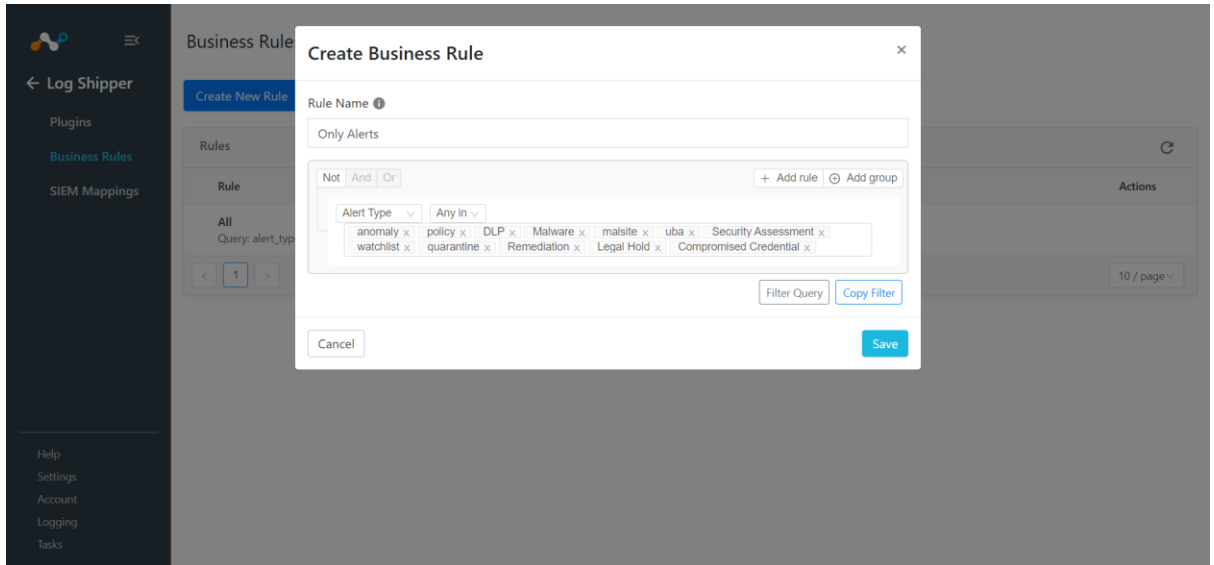 Log Shipper
Plugins
Business Rules
SIEM Mappings
Help
Settings
Account
Logging
Tasks
Business Rule
Create New Rule
Rules
Rule
Actions
All
Query: alert_typ
1
10 / page
Create Business Rule
Rule Name
Only Alerts
Not And Or
+ Add rule Add group
Alert Type Any in
anomaly x policy x DLP x Malware x malsite x uba x Security Assessment x
watchlist x quarantine x Remediation x Legal Hold x Compromised Credential x
Filter Query Copy Filter
Cancel Save